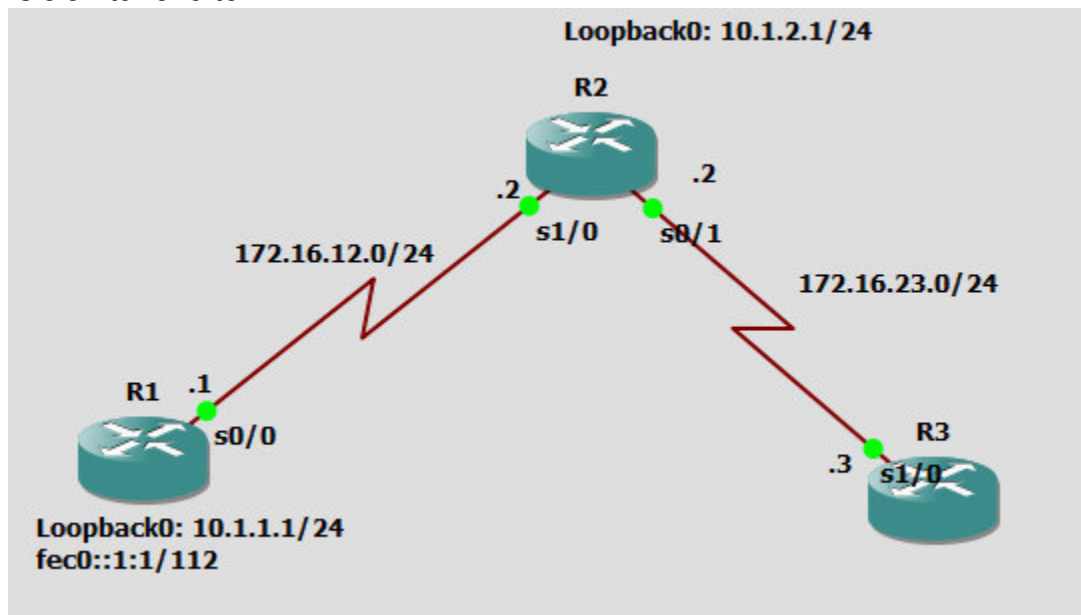 Loopback0: 10.1.2.1/24
R2
.2
.2
s1/0
s0/1
172.16.12.0/24
172.16.23.0/24
R1
.1
s0/0
R3
.3
s1/0
Loopback0: 10.1.1.1/24
fec0::1:1/112